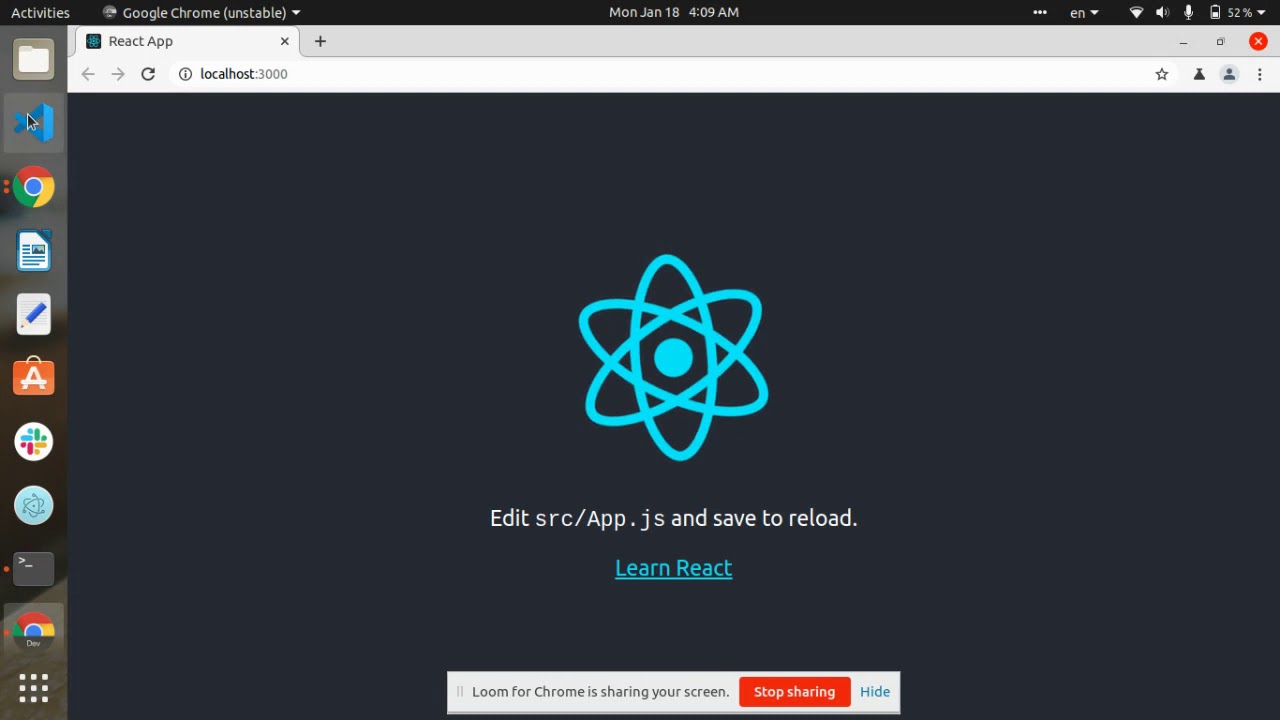 Activities Google Chrome (unstable) Mon Jan 18 4:09 AM en 52 %
React App
localhost:3000
Edit src/App.js and save to reload.
Learn React
>_
Dev
Loom for Chrome is sharing your screen. Stop sharing Hide